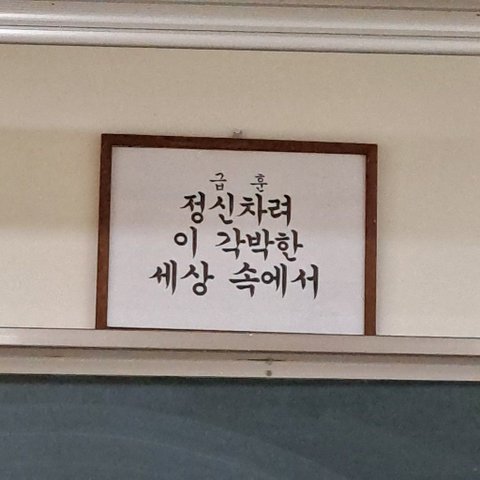 급 훈
정신차려
이 각박한
세상 속에서